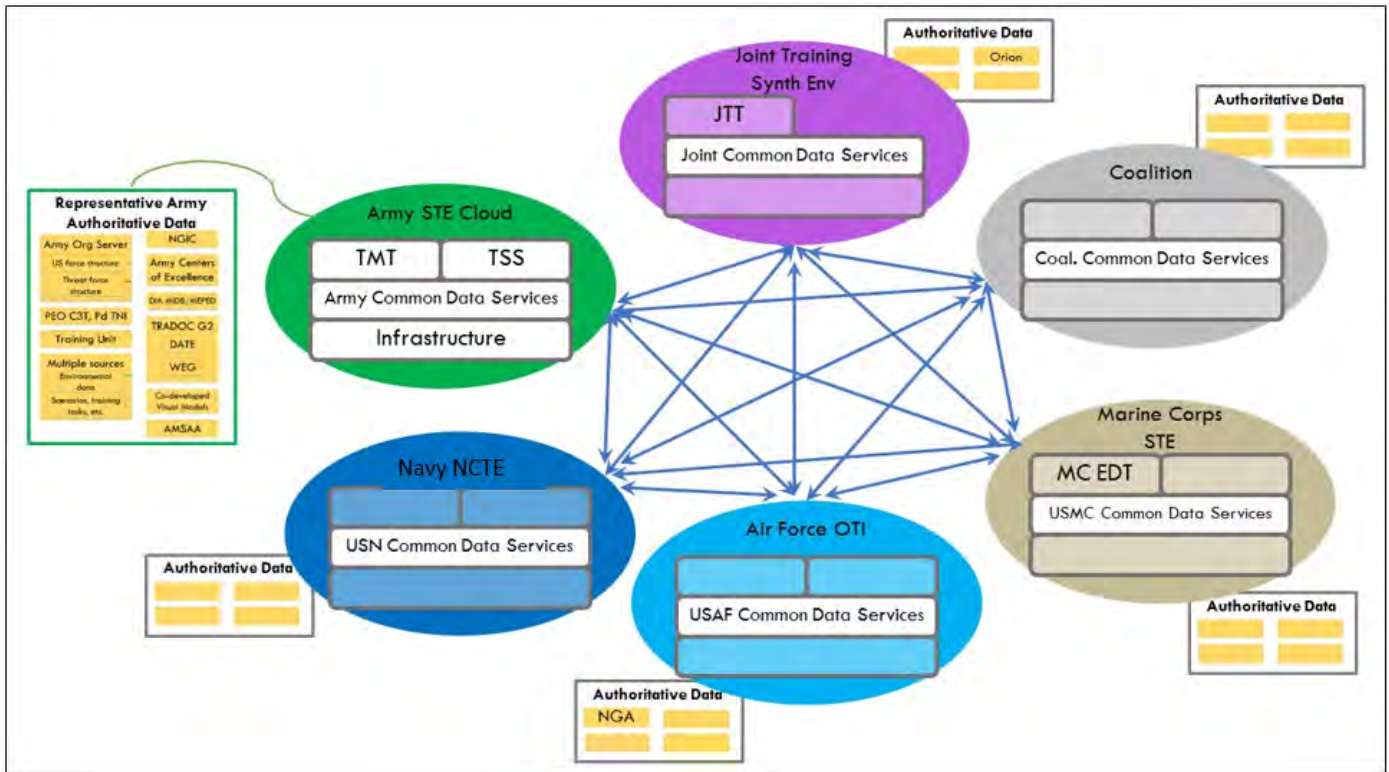 Authoritative Data
Orion
Joint Training
Synth Env
JTT
Joint Common Data Services
Authoritative Data
Coalition
Coal. Common Data Services
Representative Army
Authoritative Data
Army Org Server
US force structure
Threat force
structure
PEO C3T, Pd TNI
Training Unit
Multiple sources
Environmental
data
Scenarios, training
tasks, etc.
NGIC
Army Centers
of Excellence
DIA MIDB/MEPED
TRADOC G2
DATE
WEG
Co-developed
Visual Models
AMSAA
Army STE Cloud
TMT
TSS
Army Common Data Services
Infrastructure
Marine Corps
STE
MC EDT
USMC Common Data Services
Authoritative Data
Navy NCTE
USN Common Data Services
Authoritative Data
Air Force OTI
USAF Common Data Services
Authoritative Data
NGA